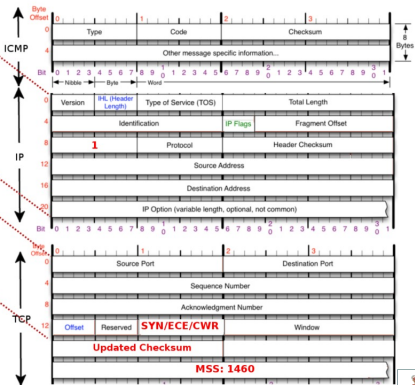 Byte
Offset 0 1 2 3
0 Type Code Checksum
ICMP
4 Other message specific information...
8
Bytes
Bit 0 1 2 3 4 5 6 7 8 9 1 0 1 2 3 4 5 6 7 8 9 2 0 1 2 3 4 5 6 7 8 9 3 0 1
Nibble Byte Word
0 Version IHL (Header Length) Type of Service (TOS) Total Length
4 Identification IP Flags Fragment Offset
IP
8 1 Protocol Header Checksum
12 Source Address
16 Destination Address
20 IP Option (variable length, optional, not common)
Bit 0 1 2 3 4 5 6 7 8 9 1 0 1 2 3 4 5 6 7 8 9 2 0 1 2 3 4 5 6 7 8 9 3 0 1
Byte
Offset 0 1 2 3
0 Source Port Destination Port
4 Sequence Number
8 Acknowledgment Number
TCP
12 Offset Reserved SYN/ECE/CWR Window
Updated Checksum
MSS: 1460